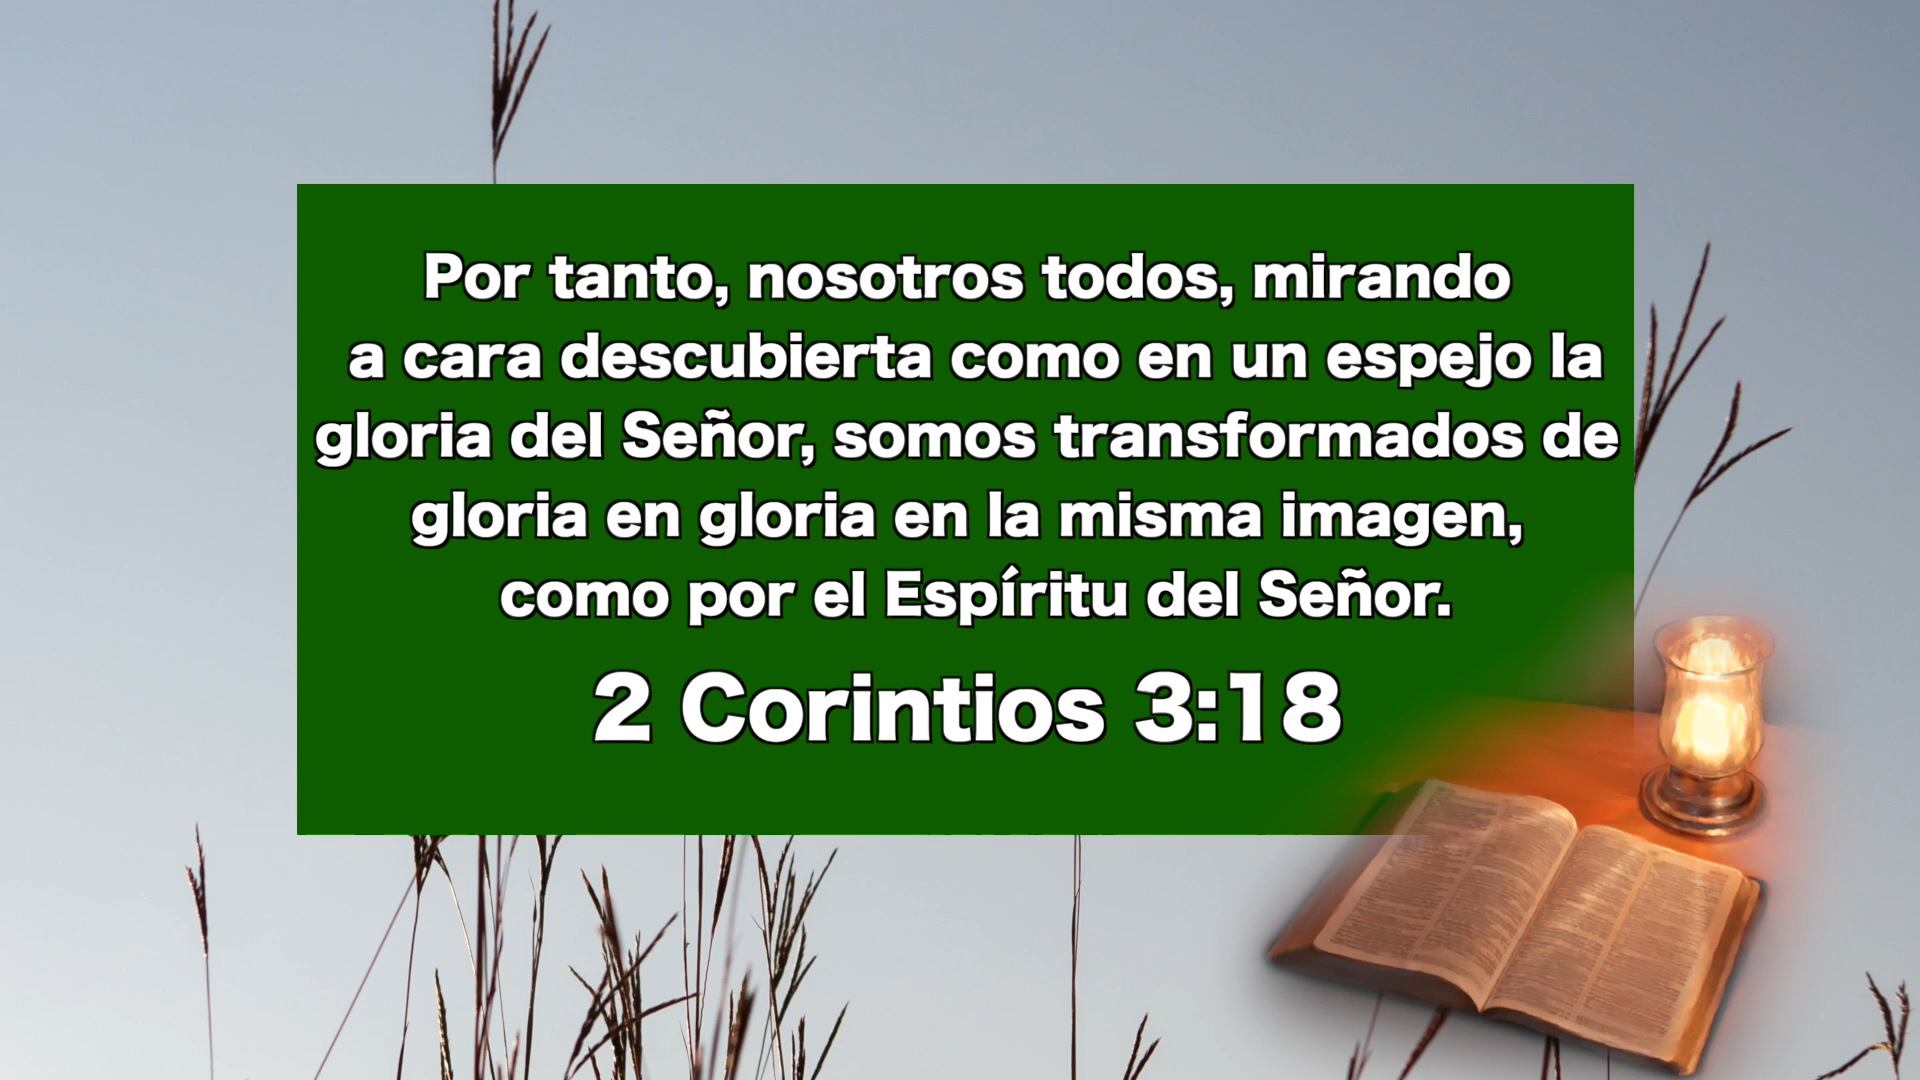 Por tanto, nosotros todos, mirando
a cara descubierta como en un espejo la
gloria del Señor, somos transformados de
gloria en gloria en la misma imagen,
como por el Espíritu del Señor.
2 Corintios 3:18